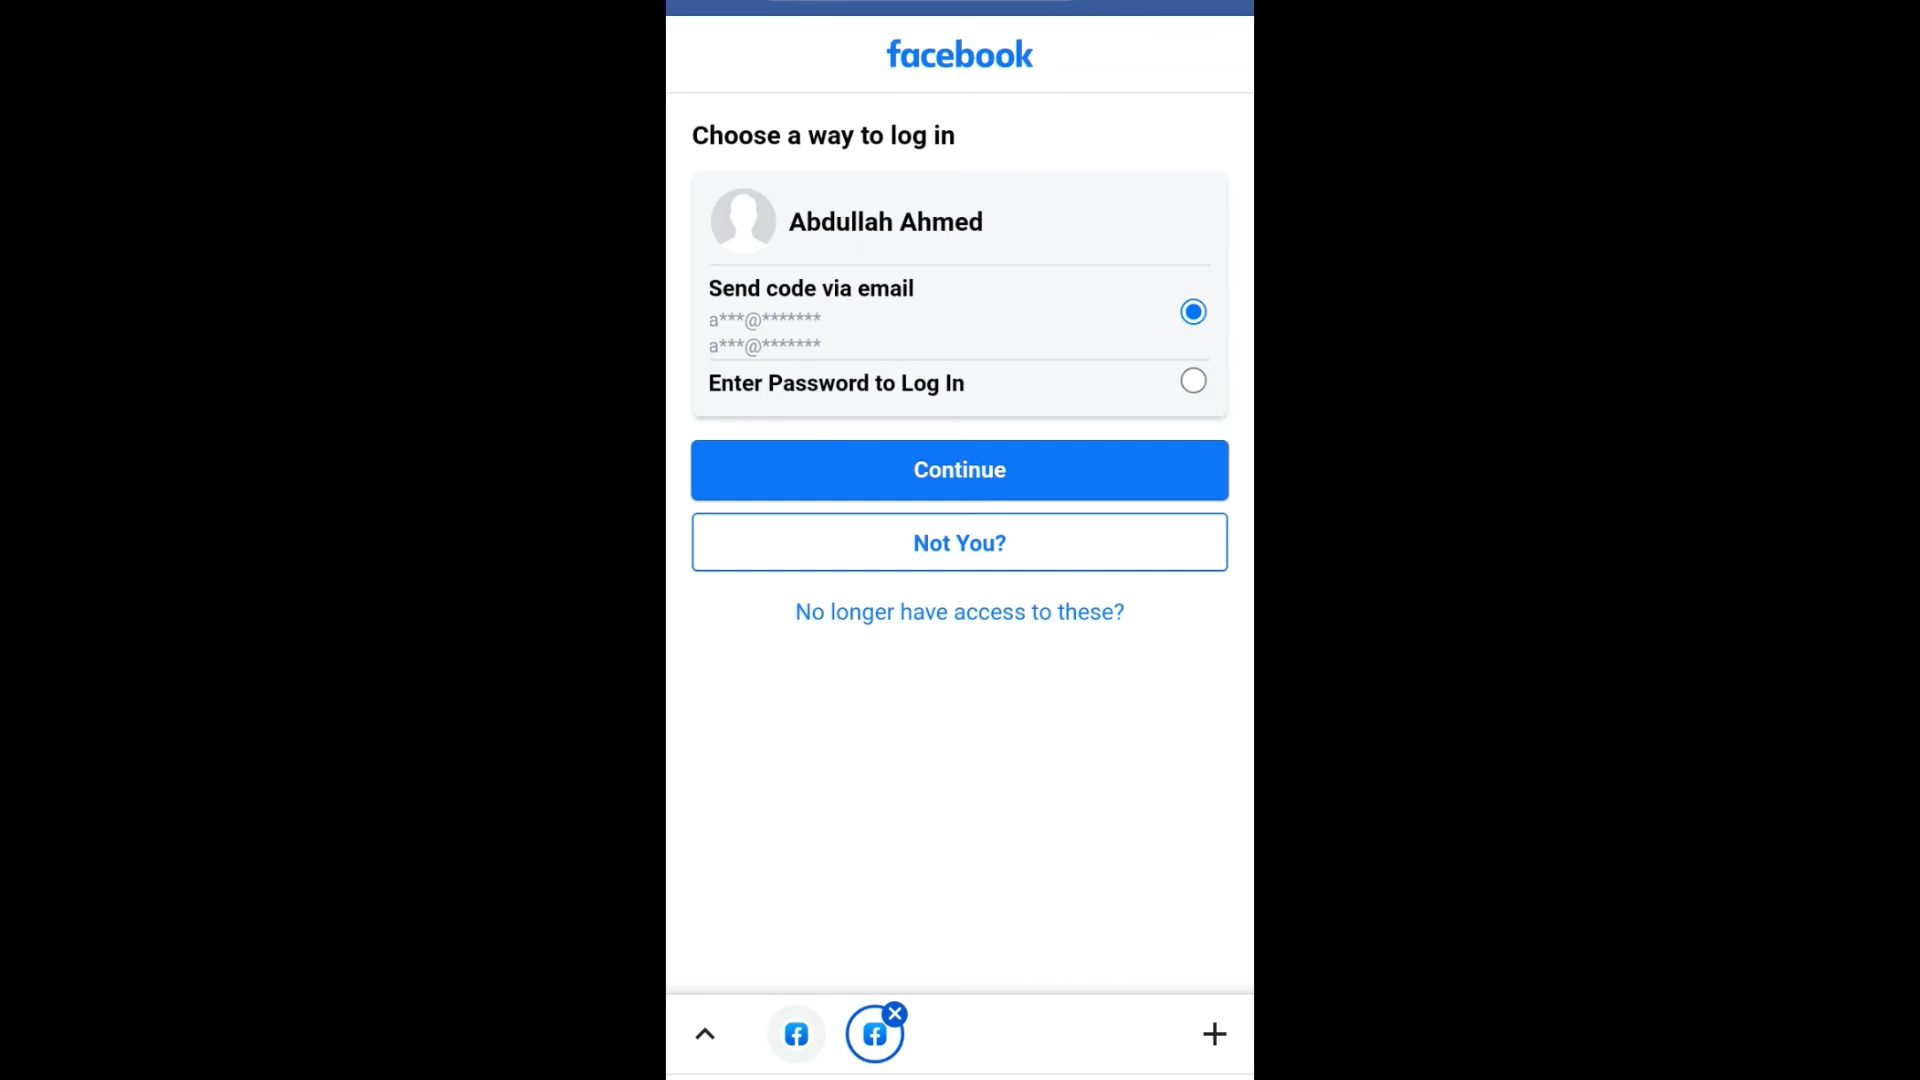 facebook
Choose a way to log in
Abdullah Ahmed
Send code via email
a***@*******
a***@*******
Enter Password to Log In
Continue
Not You?
No longer have access to these?